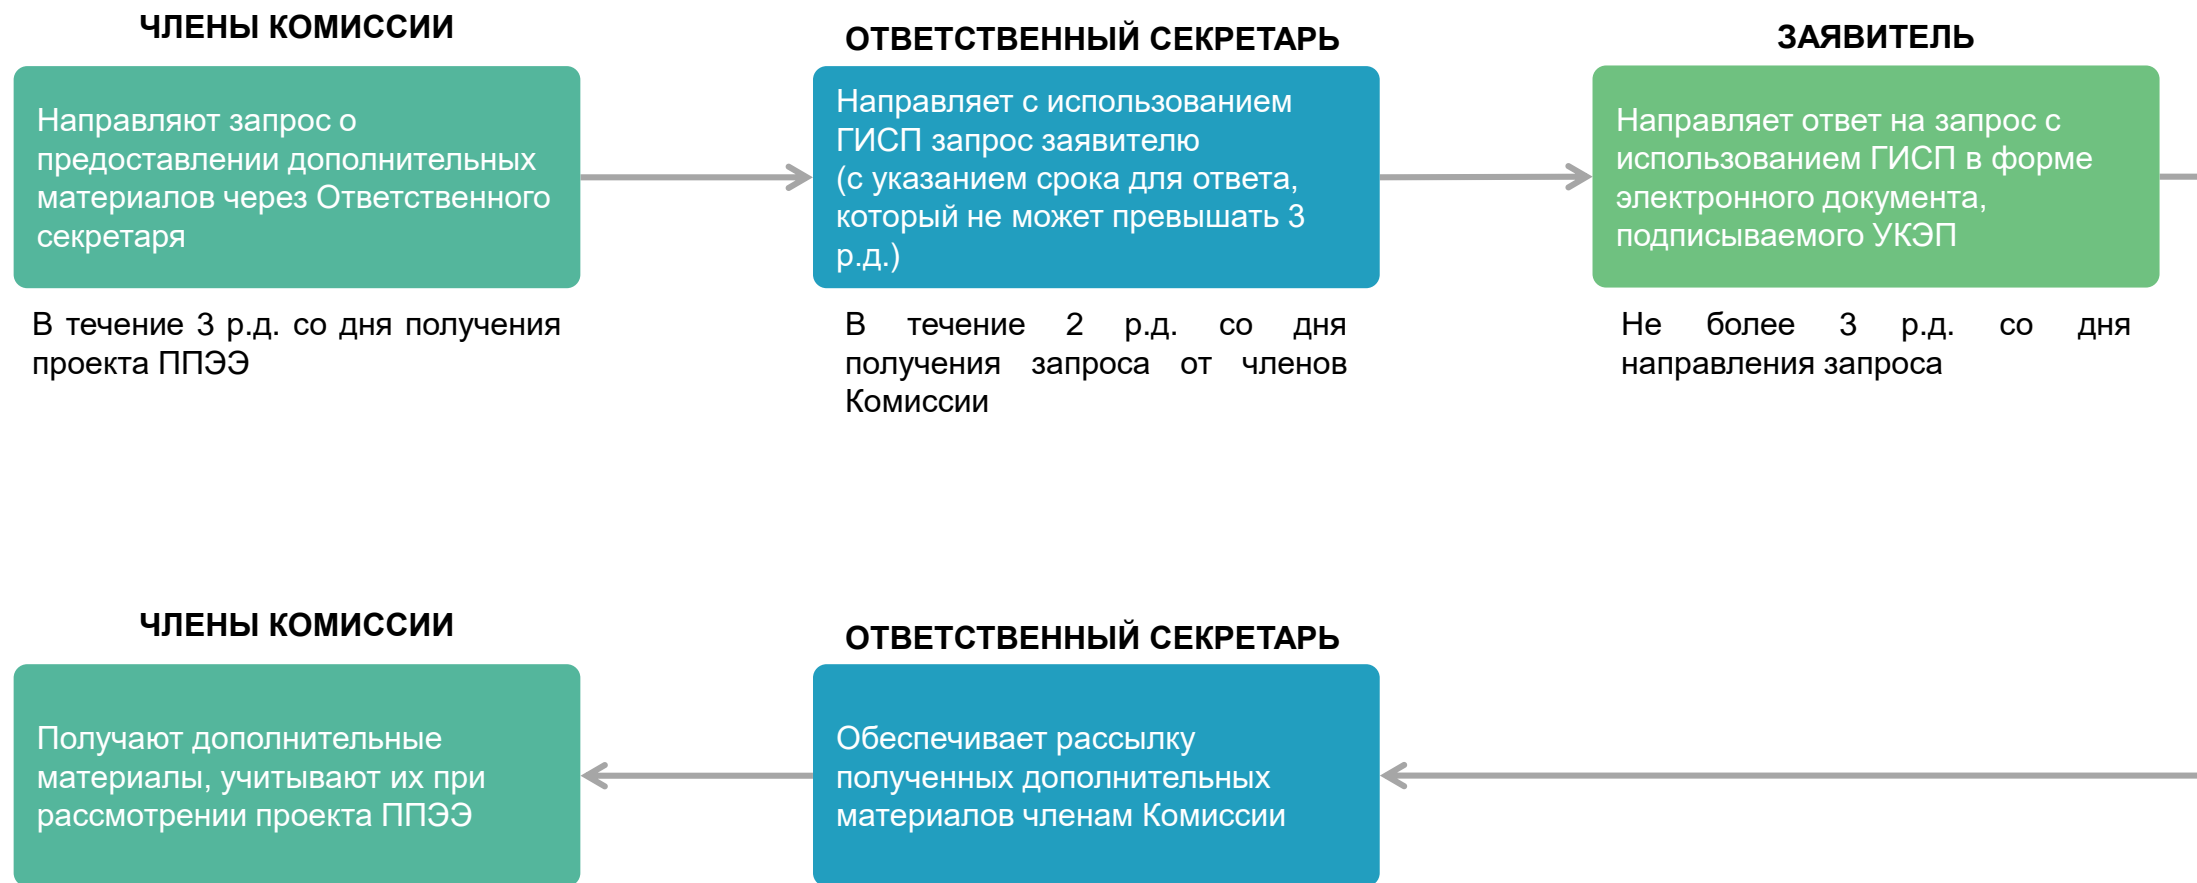 ЧЛЕНЫ КОМИССИИ
Направляют запрос о
предоставлении дополнительных
материалов через Ответственного
секретаря
В течение 3 р.д. со дня получения
проекта ППЭЭ
ОТВЕТСТВЕННЫЙ СЕКРЕТАРЬ
Направляет с использованием
ГИСП запрос заявителю
(с указанием срока для ответа,
который не может превышать 3
р.д.)
В течение 2 р.д. со дня
получения запроса от членов
Комиссии
ЗАЯВИТЕЛЬ
Направляет ответ на запрос с
использованием ГИСП в форме
электронного документа,
подписываемого УКЭП
Не более 3 р.д. со дня
направления запроса
ЧЛЕНЫ КОМИССИИ
Получают дополнительные
материалы, учитывают их при
рассмотрении проекта ППЭЭ
ОТВЕТСТВЕННЫЙ СЕКРЕТАРЬ
Обеспечивает рассылку
полученных дополнительных
материалов членам Комиссии